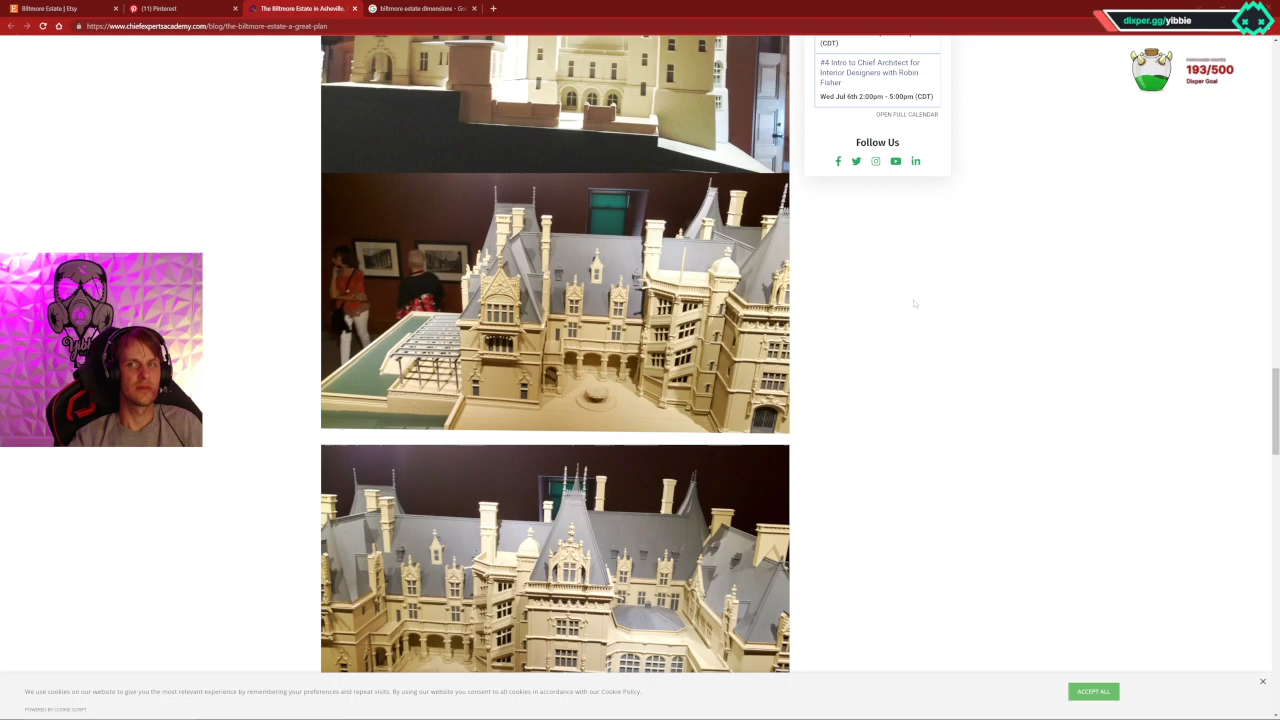 Biltmore Estate | Etsy
(11) Pinterest
The Biltmore Estate in Asheville,
biltmore estate dimensions - Go
https://www.chiefexpertsacademy.com/blog/the-biltmore-estate-a-great-plan
dixper.gg/yibbie
193/500
Dixper Goal
(CDT)
#4 Intro to Chief Architect for
Interior Designers with Robin
Fisher
Wed Jul 6th 2:00pm - 5:00pm (CDT)
OPEN FULL CALENDAR
Follow Us
We use cookies on our website to give you the most relevant experience by remembering your preferences and repeat visits. By using our website you consent to all cookies in accordance with our Cookie Policy.
ACCEPT ALL
POWERED BY COOKIE-SCRIPT